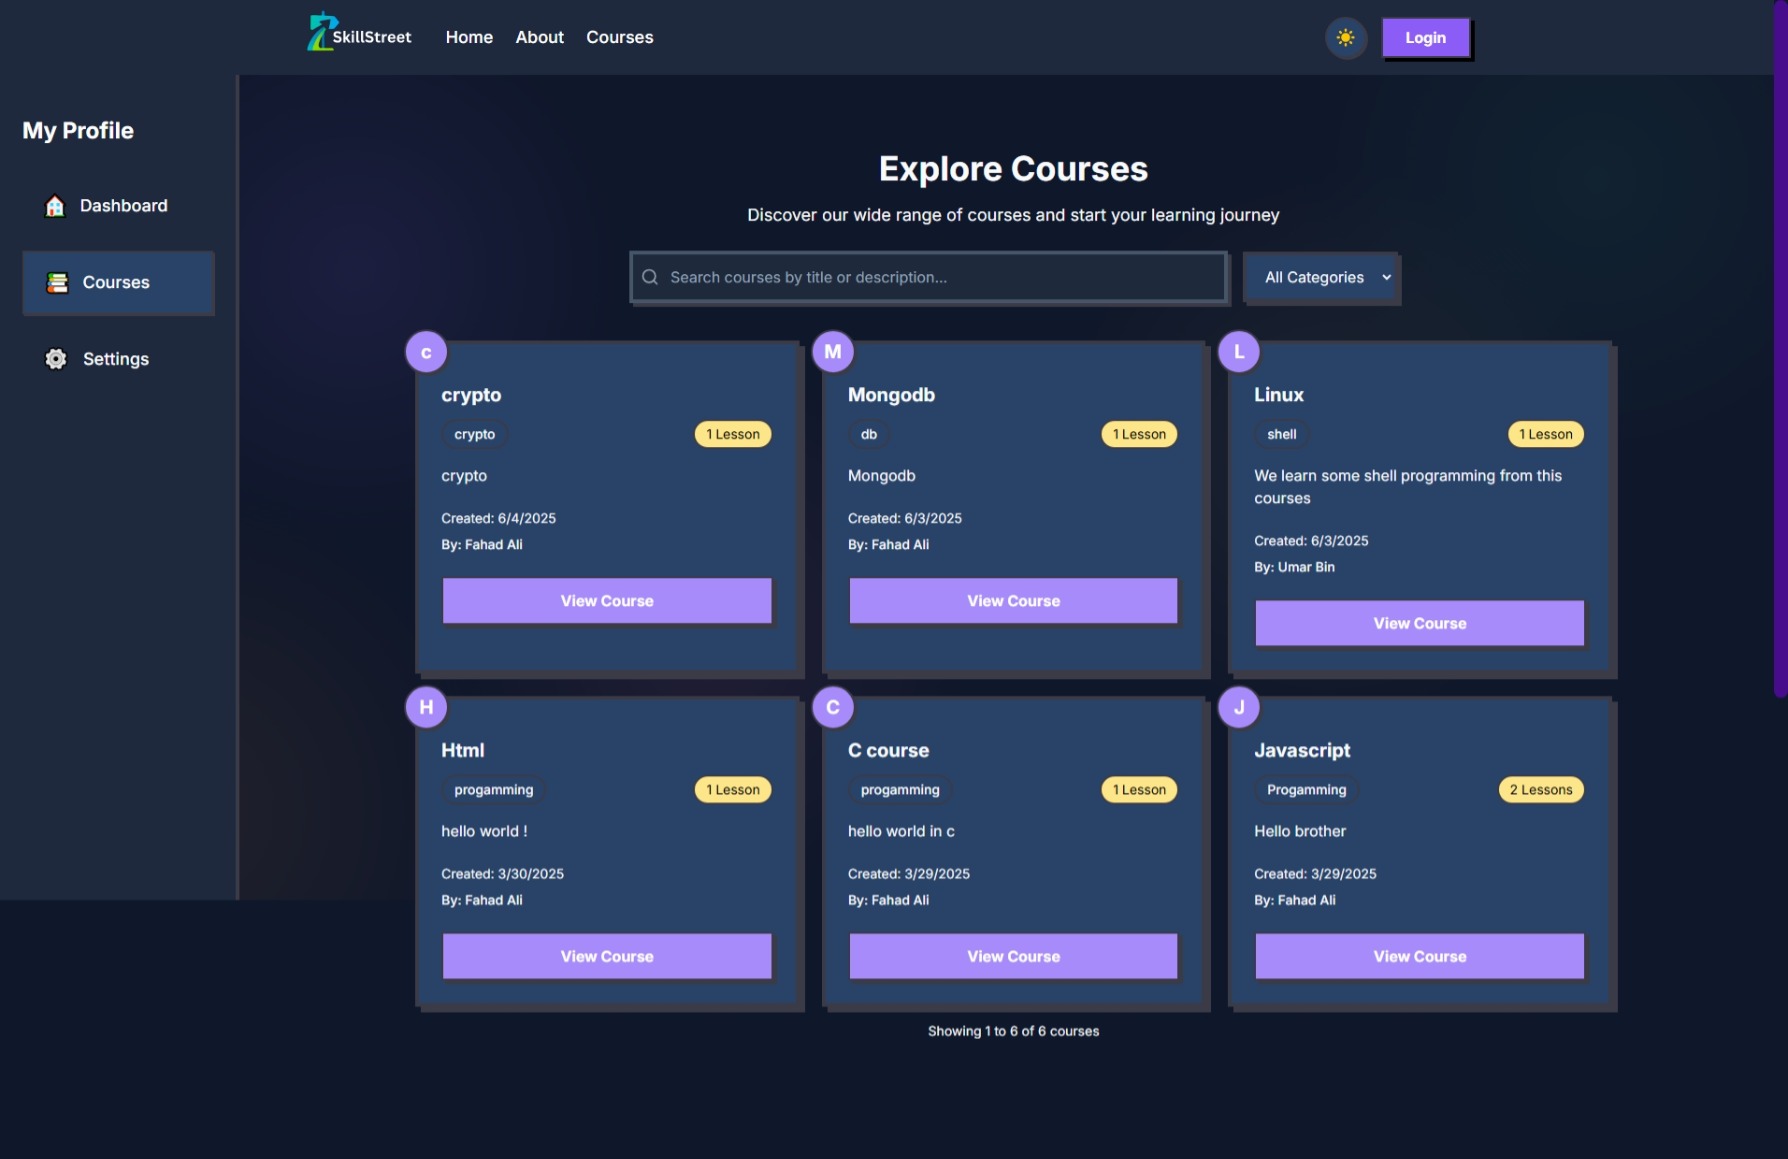 SkillStreet
Home
About
Courses
Login
My Profile
Dashboard
Courses
Settings
Explore Courses
Discover our wide range of courses and start your learning journey
Search courses by title or description...
All Categories
c
crypto
crypto
1 Lesson
crypto
Created: 6/4/2025
By: Fahad Ali
View Course
M
Mongodb
db
1 Lesson
Mongodb
Created: 6/3/2025
By: Fahad Ali
View Course
L
Linux
shell
1 Lesson
We learn some shell programming from this
courses
Created: 6/3/2025
By: Umar Bin
View Course
H
Html
progamming
1 Lesson
hello world !
Created: 3/30/2025
By: Fahad Ali
View Course
C
C course
progamming
1 Lesson
hello world in c
Created: 3/29/2025
By: Fahad Ali
View Course
J
Javascript
Progamming
2 Lessons
Hello brother
Created: 3/29/2025
By: Fahad Ali
View Course
Showing 1 to 6 of 6 courses